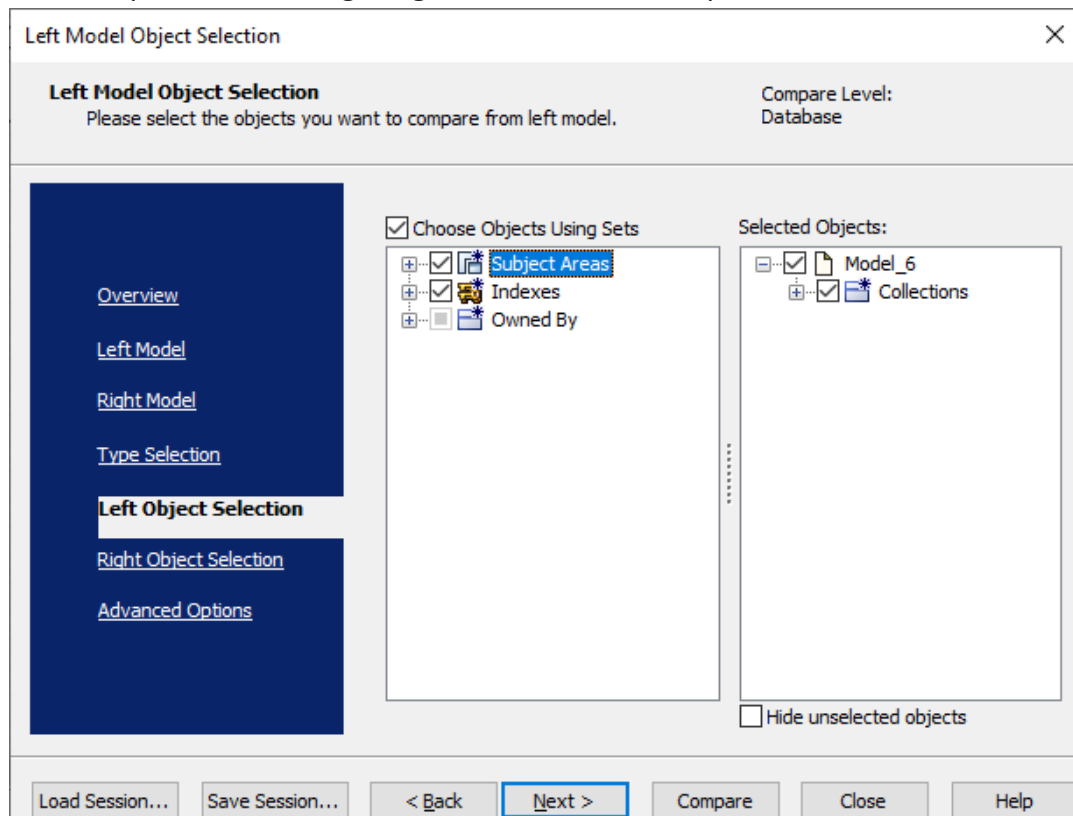 Left Model Object Selection
Left Model Object Selection
Please select the objects you want to compare from left model.
Compare Level:
Database
Overview
Left Model
Right Model
Type Selection
Left Object Selection
Right Object Selection
Advanced Options
Choose Objects Using Sets
Subject Areas
Indexes
Owned By
Selected Objects:
Model_6
Collections
Hide unselected objects
Load Session...
Save Session...
< Back
Next >
Compare
Close
Help